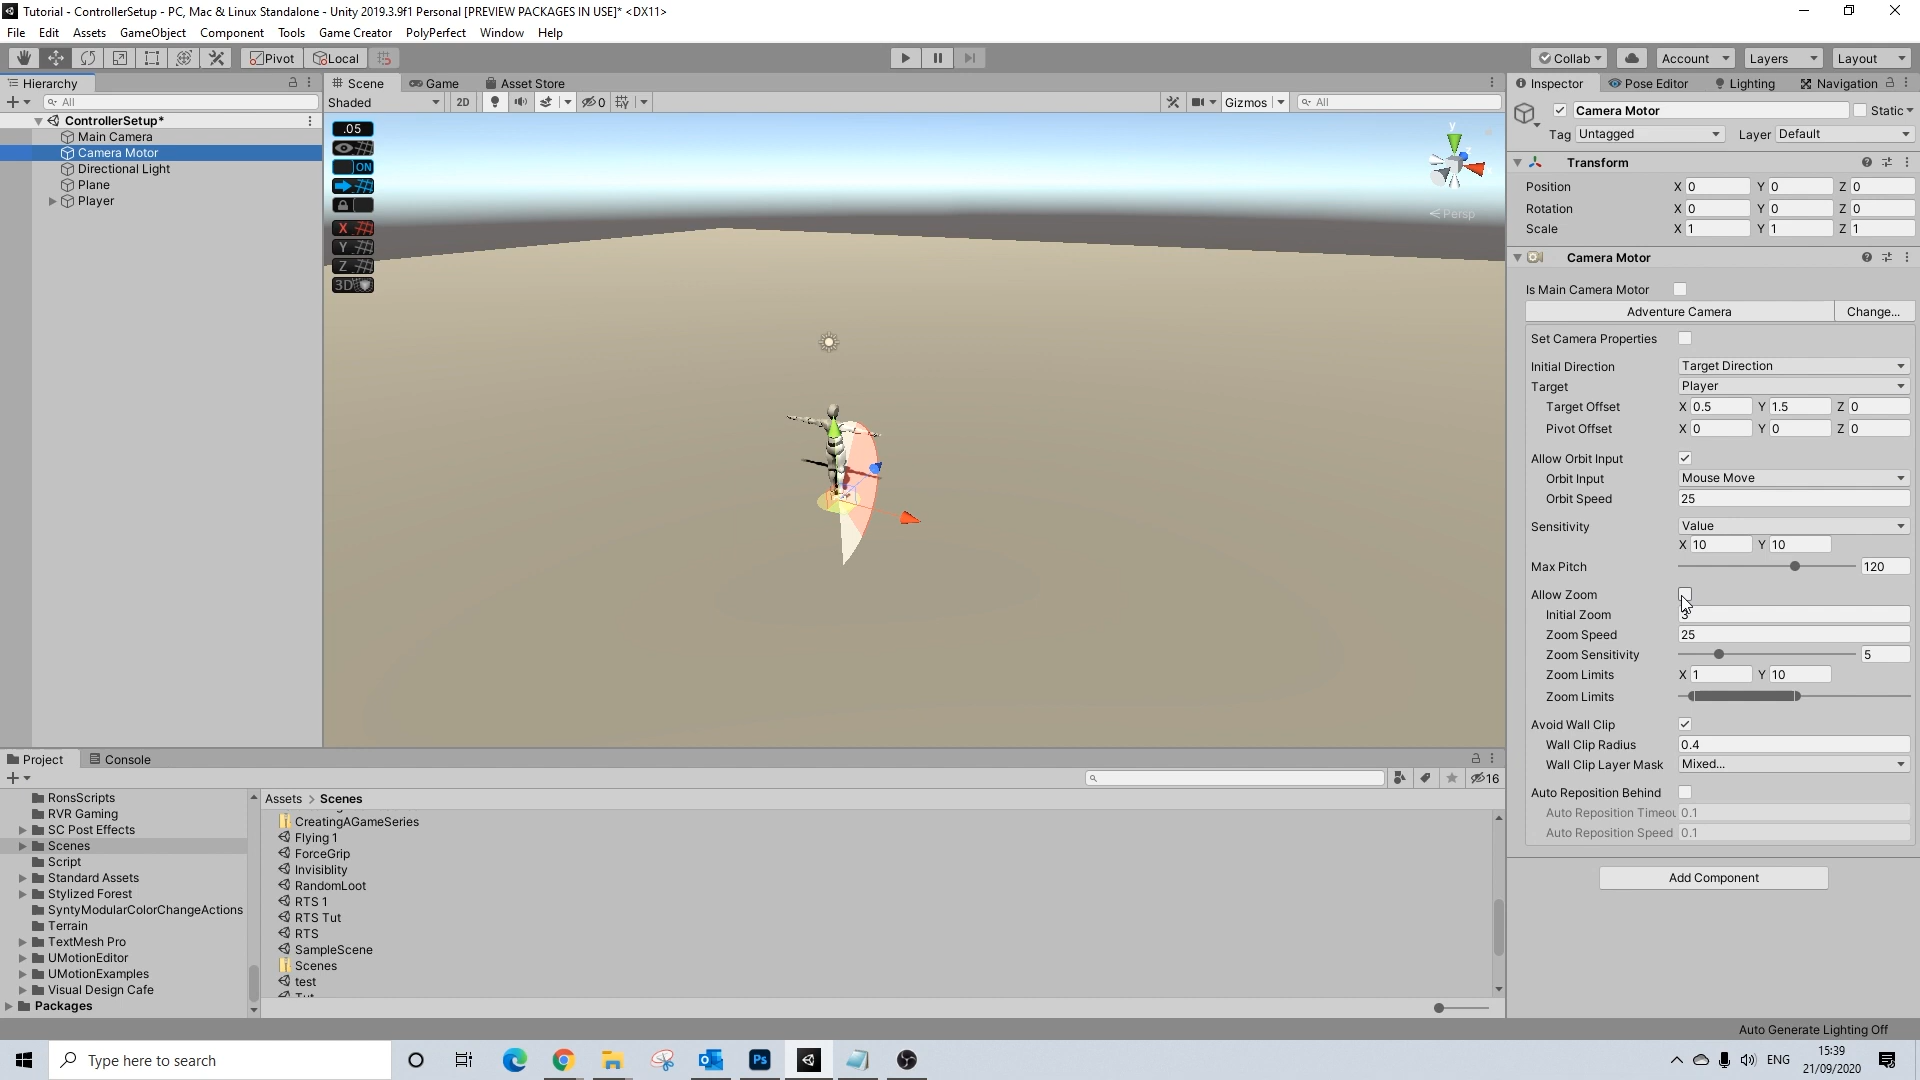 Tutorial - ControllerSetup - PC, Mac & Linux Standalone - Unity 2019.3.9f1 Personal [PREVIEW PACKAGES IN USE]* <DX11>
File Edit Assets GameObject Component Tools Game Creator PolyPerfect Window Help
Pivot Local Collab Account Layers Layout
Hierarchy Scene Game Asset Store Inspector Pose Editor Lighting Navigation
All Shaded 2D 0 Gizmos All
ControllerSetup*
Main Camera
Camera Motor
Directional Light
Plane
Player
.05
ON
X
Y
Z
3D
y
Persp
Camera Motor Static
Tag Untagged Layer Default
Transform
Position X 0 Y 0 Z 0
Rotation X 0 Y 0 Z 0
Scale X 1 Y 1 Z 1
Camera Motor
Is Main Camera Motor
Adventure Camera Change...
Set Camera Properties
Initial Direction Target Direction
Target Player
Target Offset X 0.5 Y 1.5 Z 0
Pivot Offset X 0 Y 0 Z 0
Allow Orbit Input
Orbit Input Mouse Move
Orbit Speed 25
Sensitivity Value
X 10 Y 10
Max Pitch 120
Allow Zoom
Initial Zoom 3
Zoom Speed 25
Zoom Sensitivity 5
Zoom Limits X 1 Y 10
Zoom Limits
Avoid Wall Clip
Wall Clip Radius 0.4
Wall Clip Layer Mask Mixed...
Auto Reposition Behind
Auto Reposition Timeou 0.1
Auto Reposition Speed 0.1
Add Component
Project Console
16
RonsScripts
RVR Gaming
SC Post Effects
Scenes
Script
Standard Assets
Stylized Forest
SyntyModularColorChangeActions
Terrain
TextMesh Pro
UMotionEditor
UMotionExamples
Visual Design Cafe
Packages
Assets > Scenes
CreatingAGameSeries
Flying 1
ForceGrip
Invisiblity
RandomLoot
RTS 1
RTS Tut
RTS
SampleScene
Scenes
test
Auto Generate Lighting Off
Type here to search
Ps
ENG
15:39
21/09/2020